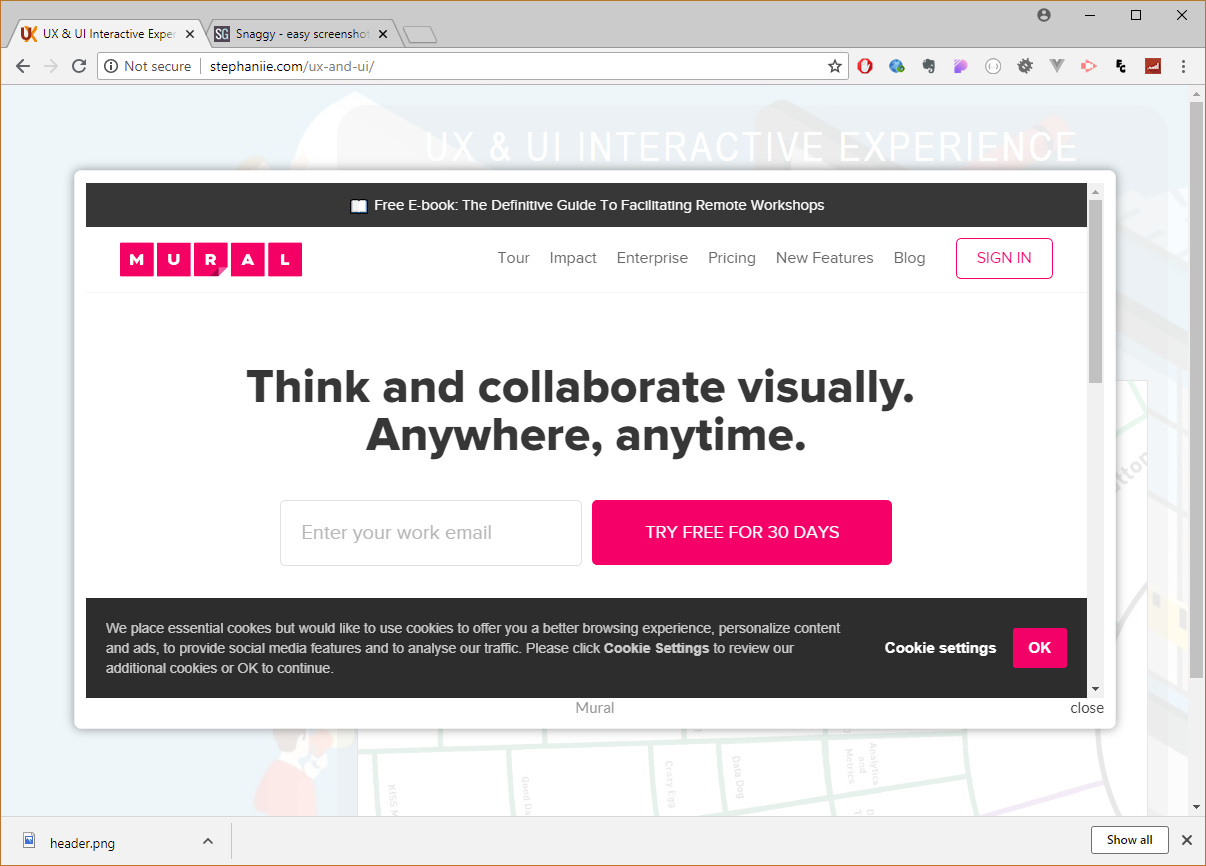 UX & UI Interactive Exper
Snaggy - easy screenshot
Not secure
stephaniie.com/ux-and-ui/
UX & UI INTERACTIVE EXPERIENCE
Free E-book: The Definitive Guide To Facilitating Remote Workshops
MURAL
Tour
Impact
Enterprise
Pricing
New Features
Blog
SIGN IN
Think and collaborate visually.
Anywhere, anytime.
Enter your work email
TRY FREE FOR 30 DAYS
We place essential cookes but would like to use cookies to offer you a better browsing experience, personalize content
and ads, to provide social media features and to analyse our traffic. Please click Cookie Settings to review our
additional cookies or OK to continue.
Cookie settings
OK
Mural
close
KISS M
Good Da
Crazy Egg
Data Dog
Analytics
and
Metrics
header.png
Show all